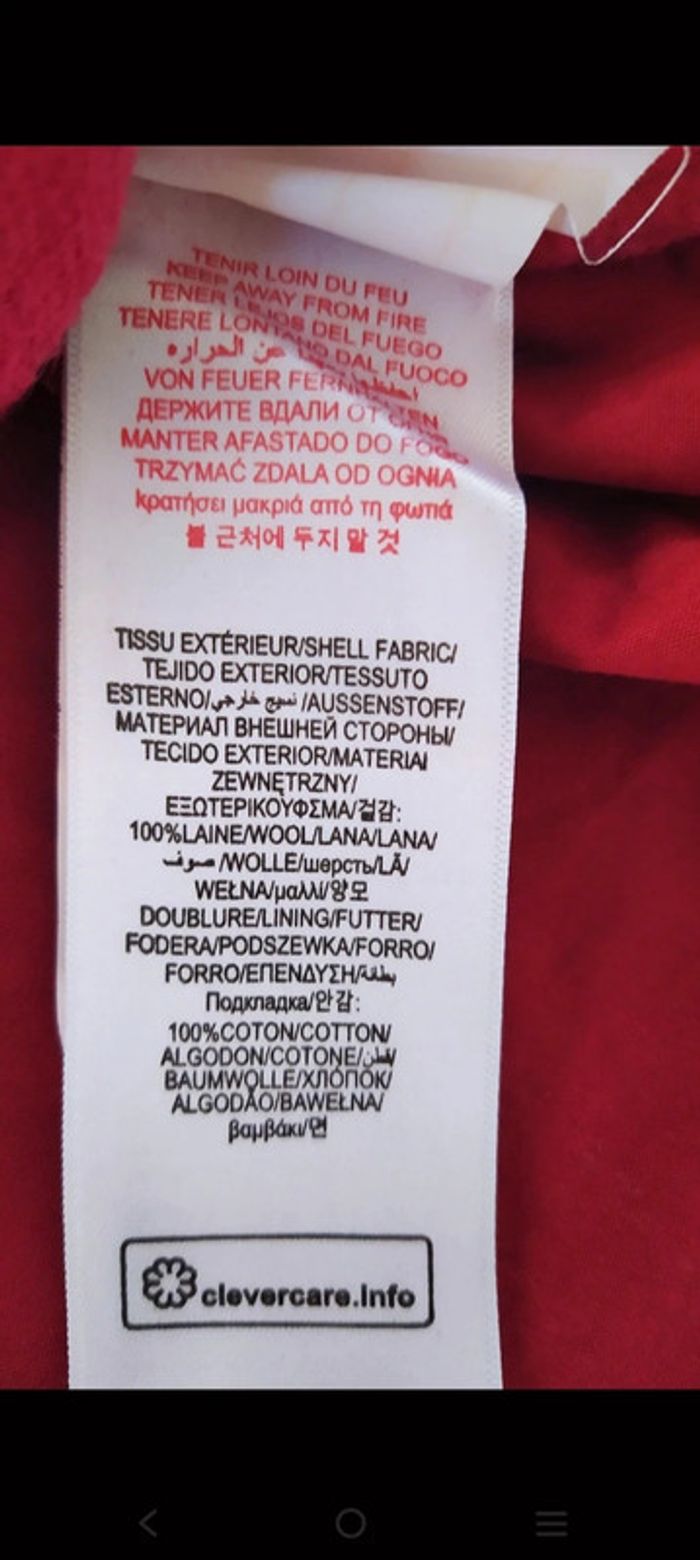 TENIR LOIN DU FEU
KEEP AWAY FROM FIRE
TENER LEJOS DEL FUEGO
TENERE LONTANO DAL FUOCO
عن الحراره
VON FEUER
ДЕРЖИТЕ ВДАЛИ ОТ
MANTER AFASTADO DO FOGO
TRZYMAĆ ZDALA OD OGNIA
κρατήσει μακριά από τη φωτιά
불 근처에 두지 말 것
TISSU EXTÉRIEUR/SHELL FABRIC/
TEJIDO EXTERIOR/TESSUTO
ESTERNO/نسيج خارجي/AUSSENSTOFF/
МАТЕРИАЛ ВНЕШНЕЙ СТОРОНЫ/
TECIDO EXTERIOR/MATERIAl
ZEWNĘTRZNY/
ΕΞΩΤΕΡΙΚΟΎΦΣΜΑ/겉감:
100%LAINE/WOOL/LANA/LANA/
صوف/WOLLE/шерсть/LÃ/
WEŁNA/μαλλί/양모
DOUBLURE/LINING/FUTTER/
FODERA/PODSZEWKA/FORRO/
FORRO/ΕΠΕΝΔΥΣΗ/بطانة
Подкладка/안감:
100%COTON/COTTON/
ALGODON/COTONE/قطن/
BAUMWOLLE/ХЛОПОК/
ALGODÃO/BAWEŁNA/
βαμβάκι/면
clevercare.info